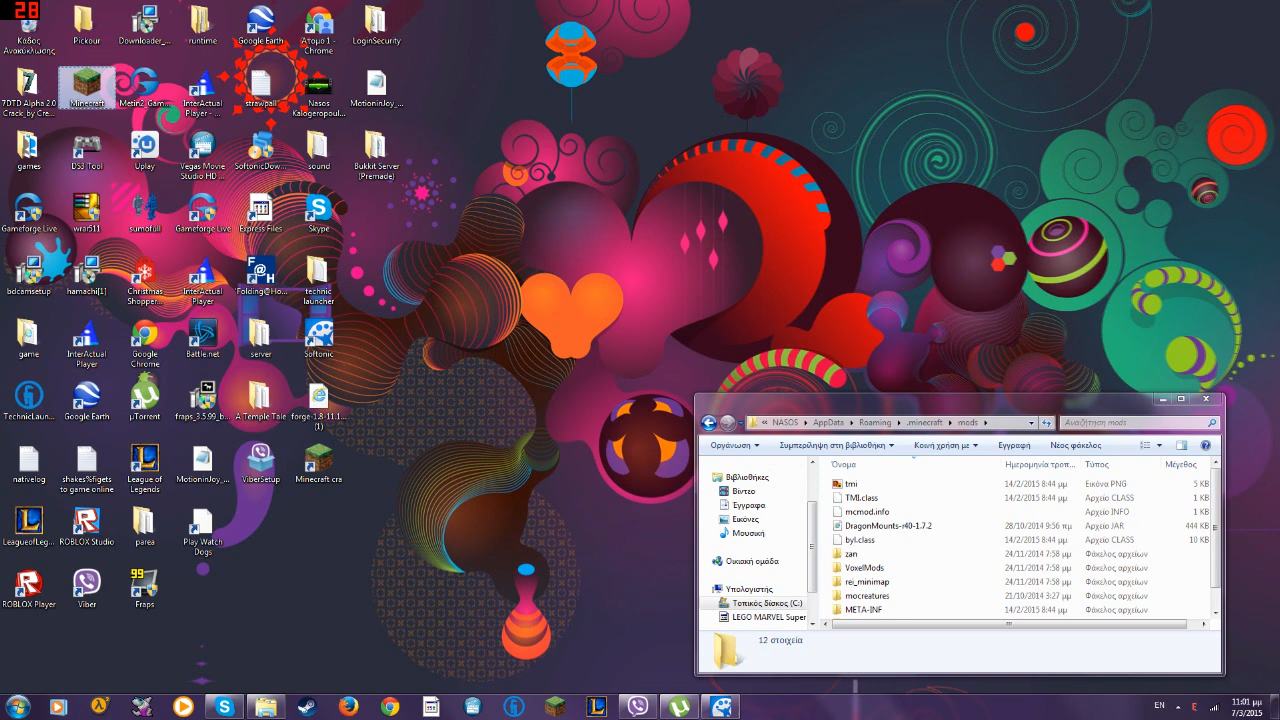 28
Κάδος
Ανακύκλωσης
Pickour
Downloader_...
runtime
Google Earth
Άτομο 1 -
Chrome
LoginSecurity
7DTD Alpha 2.0
Crack by Cre...
Minecraft
Metin2_Gam...
InterActual
Player - ...
strawpall
Nasos
Kalogeropoul...
MotioninJoy_...
games
DS3 Tool
Uplay
Vegas Movie
Studio HD ...
SoftonicDow...
sound
Bukkit Server
(Premade)
Gameforge Live
wrar511
sumofull
Gameforge Live
Express Files
Skype
bdcamsetup
hamachi[1]
Christmas
Shopper...
InterActual
Player
Folding@Ho...
technic
launcher
game
InterActual
Player
Google
Chrome
Battle.net
server
Softonic
TechnicLaun...
Google Earth
µTorrent
fraps_3.5.99_b...
A Temple Tale
forge-1.8-11.1...
(1)
nativelog
shakes%figets
to game online
League of
Legends
MotioninJoy_...
ViberSetup
Minecraft cra
LeagueofLeg...
ROBLOX Studio
parea
Play Watch
Dogs
ROBLOX Player
Viber
99
Fraps
« NASOS ▸ AppData ▸ Roaming ▸ .minecraft ▸ mods ▸
Αναζήτηση mods
Οργάνωση
Συμπερίληψη στη βιβλιοθήκη
Κοινή χρήση με
Εγγραφή
Νέος φάκελος
Βιβλιοθήκες
Βίντεο
Έγγραφα
Εικόνες
Μουσική
Οικιακή ομάδα
Υπολογιστής
Τοπικός δίσκος (C:)
LEGO MARVEL Super
Όνομα Ημερομηνία τροπ... Τύπος Μέγεθος
tmi 14/2/2015 8:44 μμ Εικόνα PNG 5 KB
TMI.class 14/2/2015 8:44 μμ Αρχείο CLASS 1 KB
mcmod.info Αρχείο INFO 1 KB
DragonMounts-r40-1.7.2 28/10/2014 9:56 πμ Αρχείο JAR 444 KB
byl.class 14/2/2015 8:44 μμ Αρχείο CLASS 10 KB
zan 24/11/2014 7:58 μμ Φάκελος αρχείων
VoxelMods 24/11/2014 7:58 μμ Φάκελος αρχείων
rei_minimap 24/11/2014 7:58 μμ Φάκελος αρχείων
mocreatures 21/10/2014 3:27 μμ Φάκελος αρχείων
META-INF 14/2/2015 8:44 μμ Φάκελος αρχείων
12 στοιχεία
EN
11:01 μμ
7/3/2015